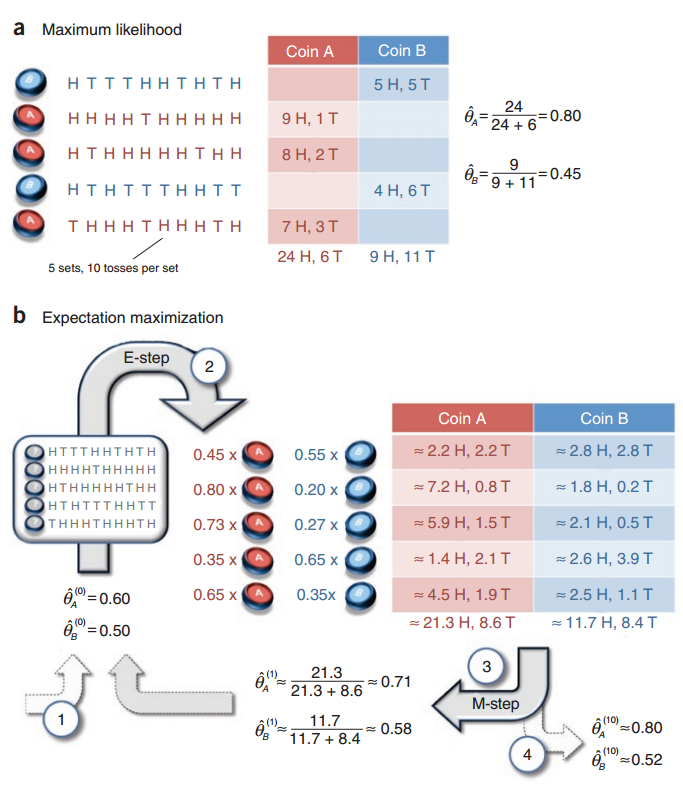 a Maximum likelihood
Coin A Coin B
B H T T T H H T H T H 5 H, 5 T
A H H H H T H H H H H 9 H, 1 T
A H T H H H H H T H H 8 H, 2 T
B H T H T T T H H T T 4 H, 6 T
A T H H H T H H H T H 7 H, 3 T
24 H, 6 T 9 H, 11 T
5 sets, 10 tosses per set
θ̂A = 24 / (24 + 6) = 0.80
θ̂B = 9 / (9 + 11) = 0.45
b Expectation maximization
E-step
2
? HTTTHHTHTH
? HHHHTHHHHH
? HTHHHHHTHH
? HTHTTTHHTT
? THHHTHHHTH
θ̂A(0) = 0.60
θ̂B(0) = 0.50
1
Coin A Coin B
0.45 x A 0.55 x B ≈ 2.2 H, 2.2 T ≈ 2.8 H, 2.8 T
0.80 x A 0.20 x B ≈ 7.2 H, 0.8 T ≈ 1.8 H, 0.2 T
0.73 x A 0.27 x B ≈ 5.9 H, 1.5 T ≈ 2.1 H, 0.5 T
0.35 x A 0.65 x B ≈ 1.4 H, 2.1 T ≈ 2.6 H, 3.9 T
0.65 x A 0.35x B ≈ 4.5 H, 1.9 T ≈ 2.5 H, 1.1 T
≈ 21.3 H, 8.6 T ≈ 11.7 H, 8.4 T
3
M-step
θ̂A(1) ≈ 21.3 / (21.3 + 8.6) ≈ 0.71
θ̂B(1) ≈ 11.7 / (11.7 + 8.4) ≈ 0.58
4
θ̂A(10) ≈ 0.80
θ̂B(10) ≈ 0.52